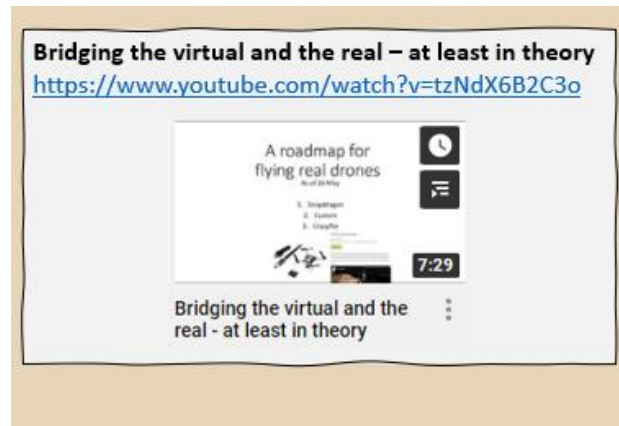 Bridging the virtual and the real – at least in theory
https://www.youtube.com/watch?v=tzNdX6B2C3o
A roadmap for
flying real drones
1. Snapdragon
2. Custom
3. Crazyflie
7:29
Bridging the virtual and the
real - at least in theory